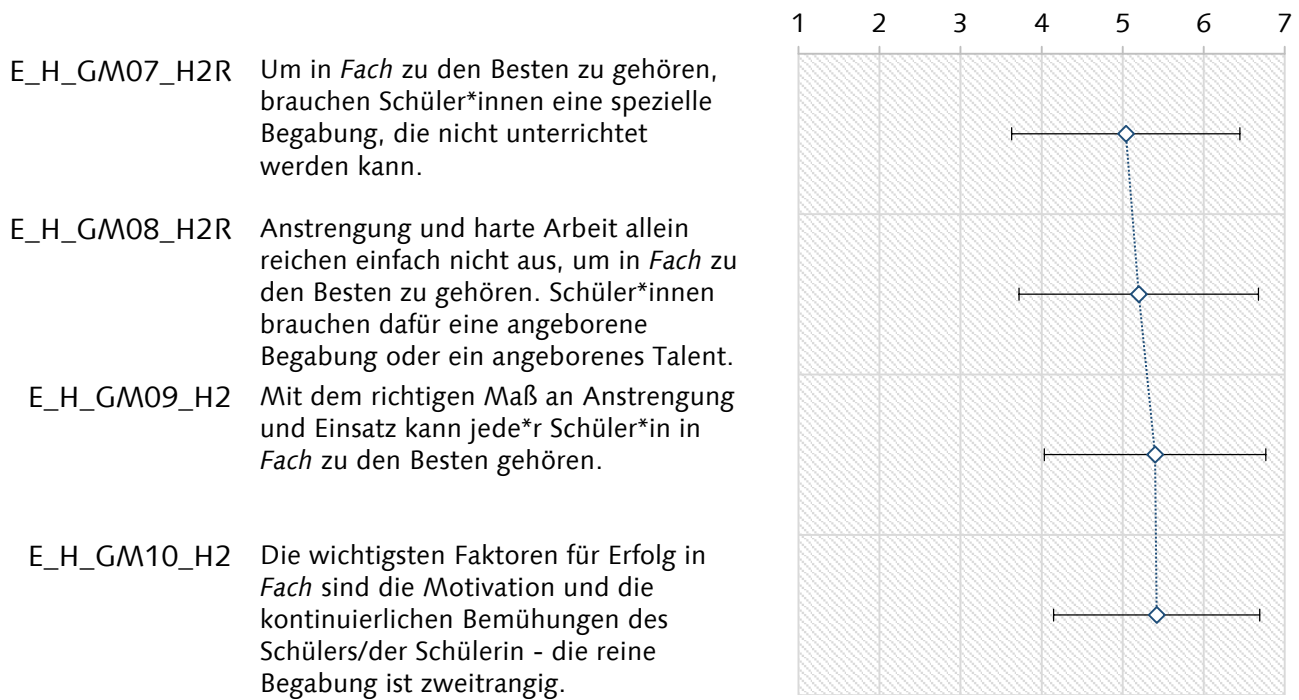 1 2 3 4 5 6 7
E_H_GM07_H2R Um in Fach zu den Besten zu gehören,
brauchen Schüler*innen eine spezielle
Begabung, die nicht unterrichtet
werden kann.
E_H_GM08_H2R Anstrengung und harte Arbeit allein
reichen einfach nicht aus, um in Fach zu
den Besten zu gehören. Schüler*innen
brauchen dafür eine angeborene
Begabung oder ein angeborenes Talent.
E_H_GM09_H2 Mit dem richtigen Maß an Anstrengung
und Einsatz kann jede*r Schüler*in in
Fach zu den Besten gehören.
E_H_GM10_H2 Die wichtigsten Faktoren für Erfolg in
Fach sind die Motivation und die
kontinuierlichen Bemühungen des
Schülers/der Schülerin - die reine
Begabung ist zweitrangig.